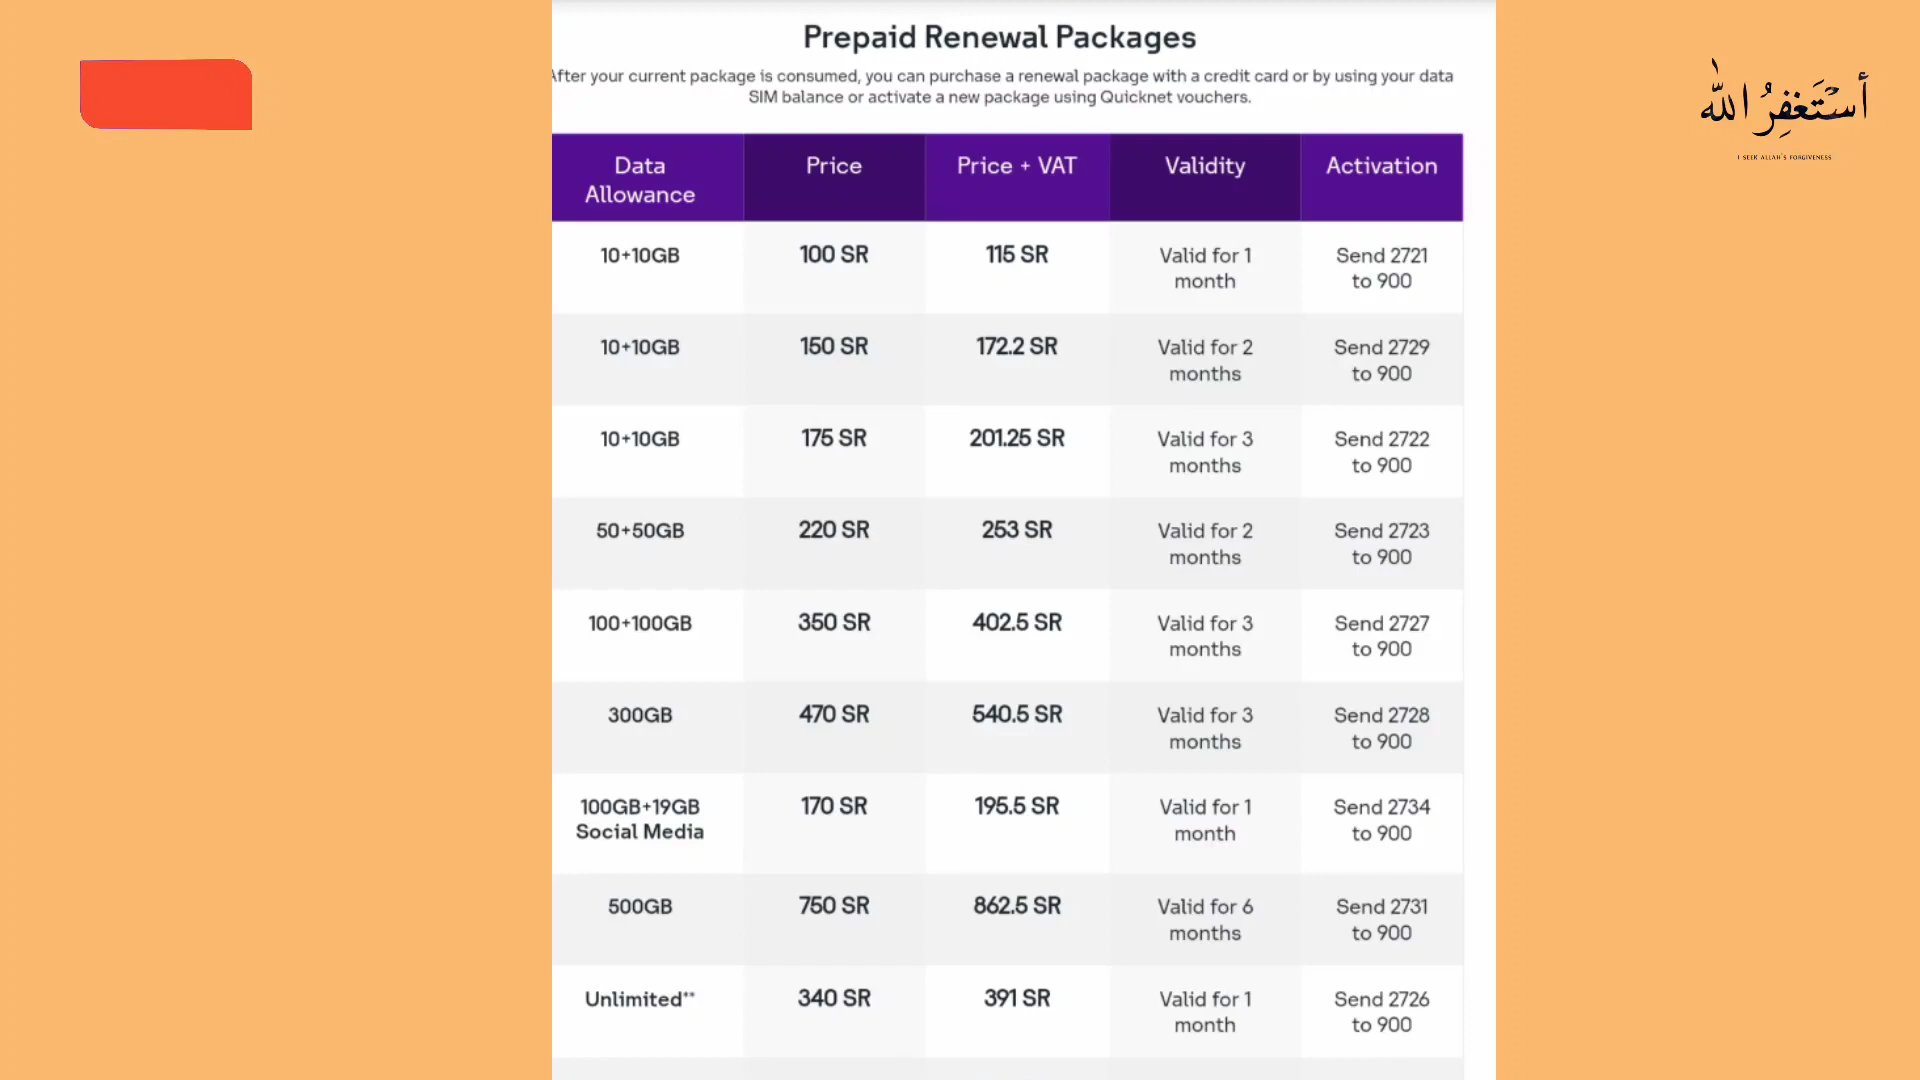 Prepaid Renewal Packages
After your current package is consumed, you can purchase a renewal package with a credit card or by using your data
SIM balance or activate a new package using Quicknet vouchers.
أَسْتَغْفِرُ اللّٰه
I SEEK ALLAH'S FORGIVENESS
Data Allowance Price Price + VAT Validity Activation
10+10GB 100 SR 115 SR Valid for 1 month Send 2721 to 900
10+10GB 150 SR 172.2 SR Valid for 2 months Send 2729 to 900
10+10GB 175 SR 201.25 SR Valid for 3 months Send 2722 to 900
50+50GB 220 SR 253 SR Valid for 2 months Send 2723 to 900
100+100GB 350 SR 402.5 SR Valid for 3 months Send 2727 to 900
300GB 470 SR 540.5 SR Valid for 3 months Send 2728 to 900
100GB+19GB Social Media 170 SR 195.5 SR Valid for 1 month Send 2734 to 900
500GB 750 SR 862.5 SR Valid for 6 months Send 2731 to 900
Unlimited** 340 SR 391 SR Valid for 1 month Send 2726 to 900